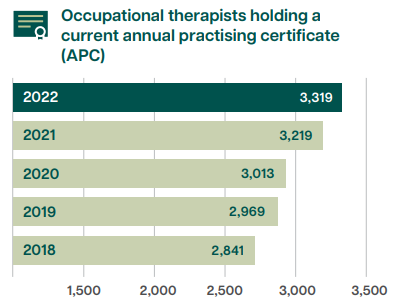 Occupational therapists holding a
current annual practising certificate
(APC)
2022 3,319
2021 3,219
2020 3,013
2019 2,969
2018 2,841
1,500 2,000 2,500 3,000 3,500